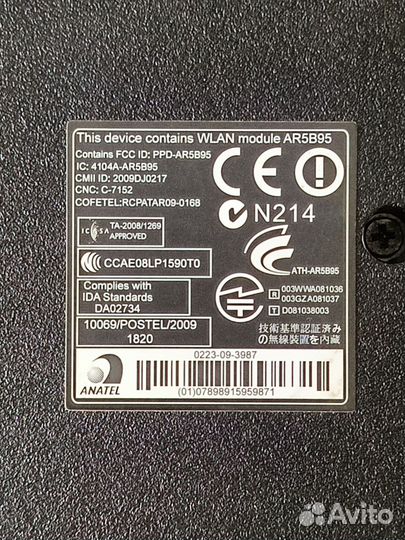 This device contains WLAN module AR5B95
Contains FCC ID: PPD-AR5B95
IC: 4104A-AR5B95
CMII ID: 2009DJ0217
CNC: C-7152
COFETEL:RCPATAR09-0168
CE
N214
ICASA
TA-2008/1269
APPROVED
CCAE08LP1590T0
ATH-AR5B95
Complies with
IDA Standards
DA02734
R 003WWA081036
003GZA081037
T D081038003
10069/POSTEL/2009
1820
技術基準認証済み
の無線装置を內蔵
ANATEL
0223-09-3987
(01)07898915959871
Avito